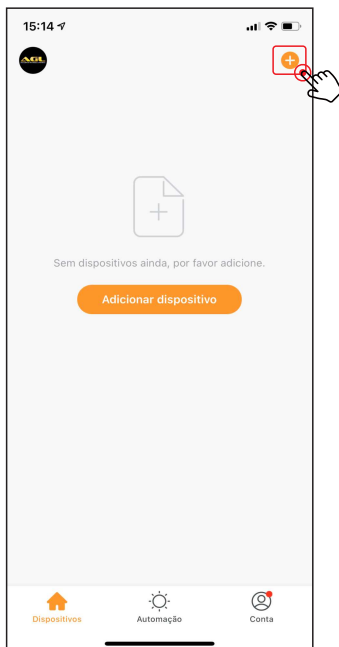 15:14
AGL
Sem dispositivos ainda, por favor adicione.
Adicionar dispositivo
Dispositivos
Automação
Conta